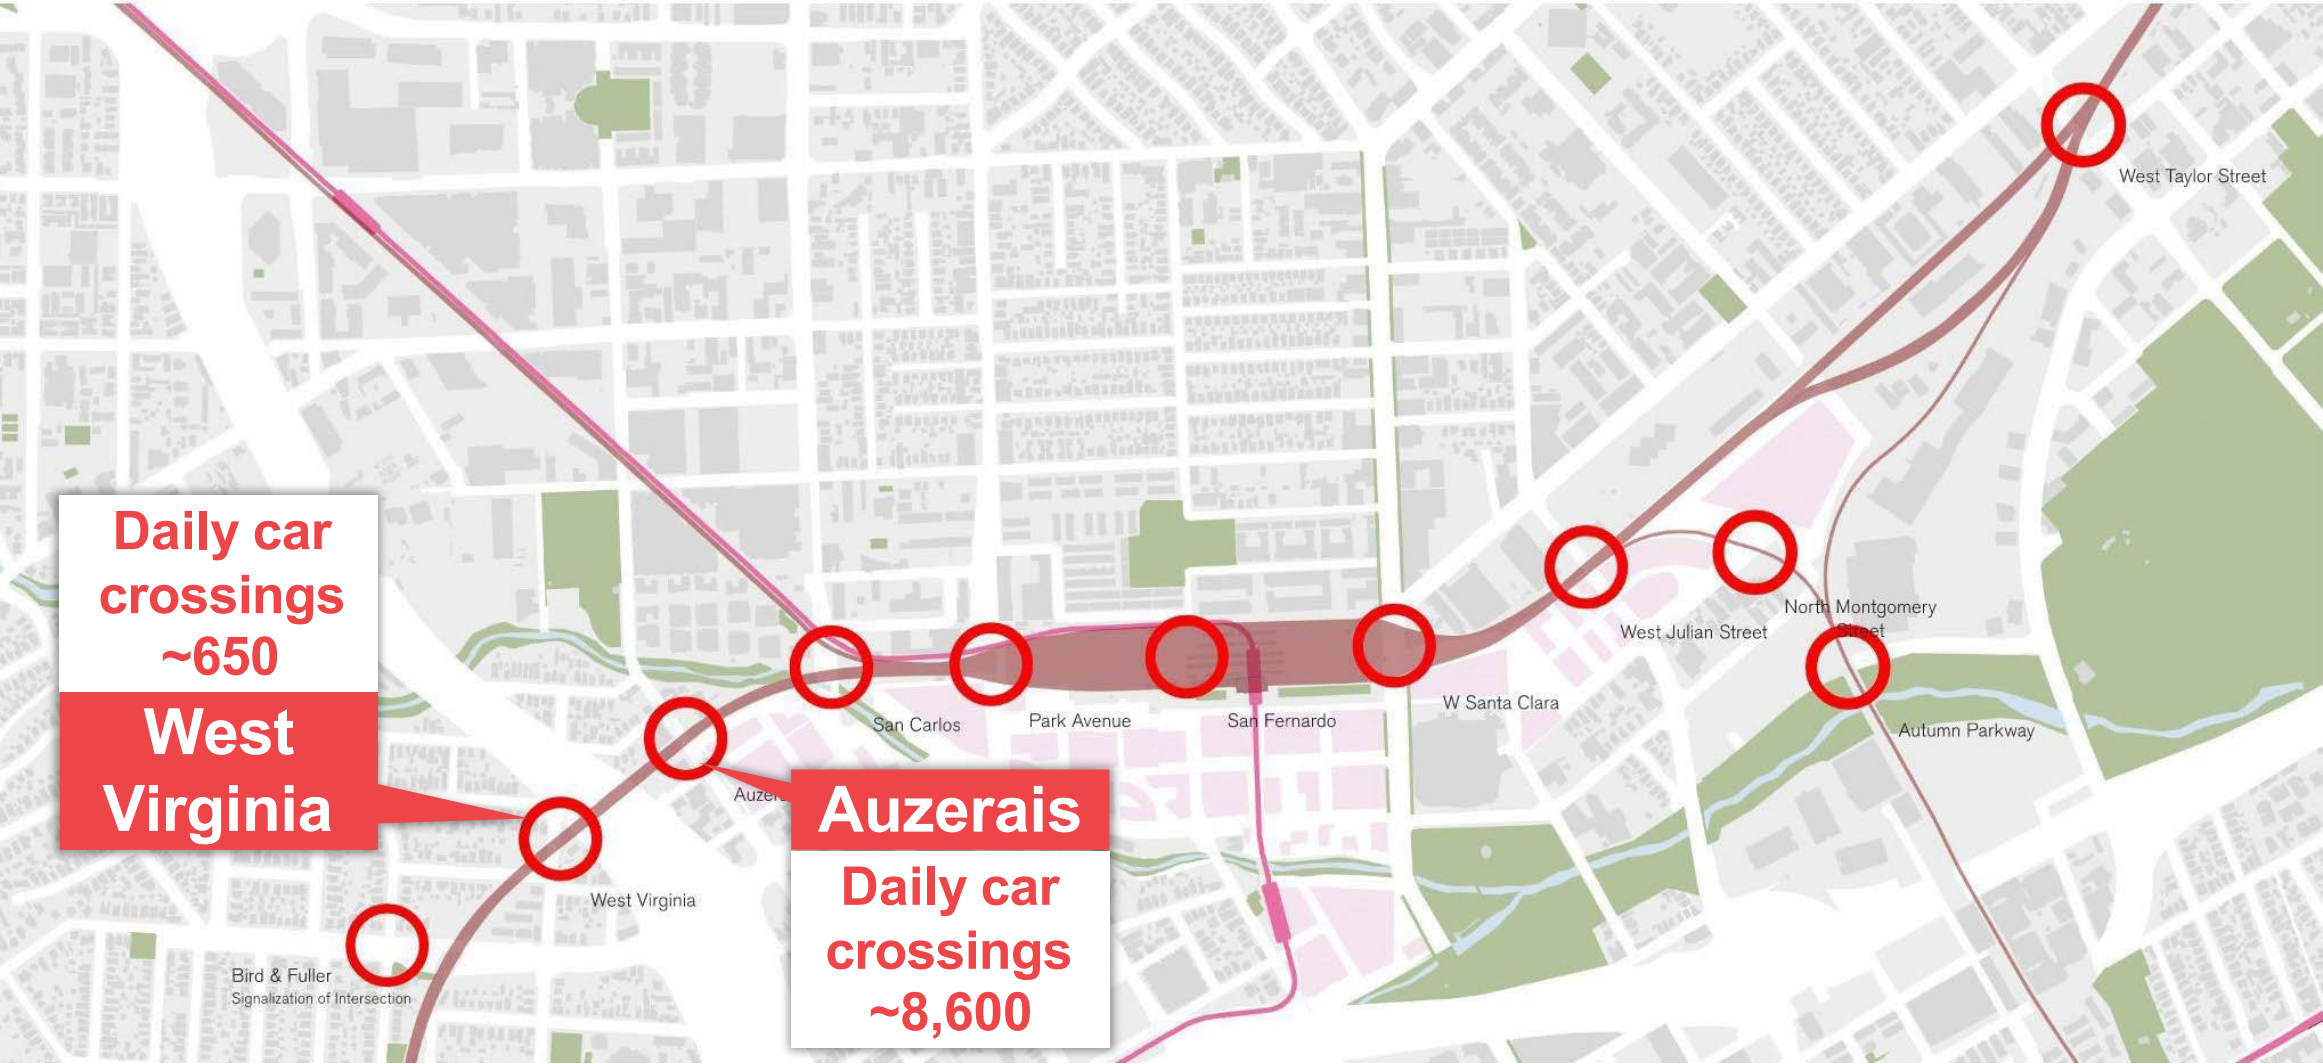 West Taylor Street
Daily car
crossings
~650
West
Virginia
North Montgomery
Street
West Julian Street
W Santa Clara
San Fernando
Park Avenue
San Carlos
Autumn Parkway
Auzerais
Daily car
crossings
~8,600
West Virginia
Bird & Fuller
Signalization of Intersection